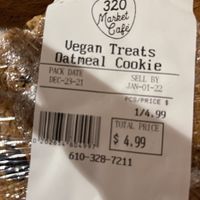 320
Market
Café
Vegan Treats
Oatmeal Cookie
PACK DATE SELL BY
DEC-23-21 JAN-01-22
PCS/PRICE $
1/4.99
TOTAL PRICE
$ 4.99
610-328-7211